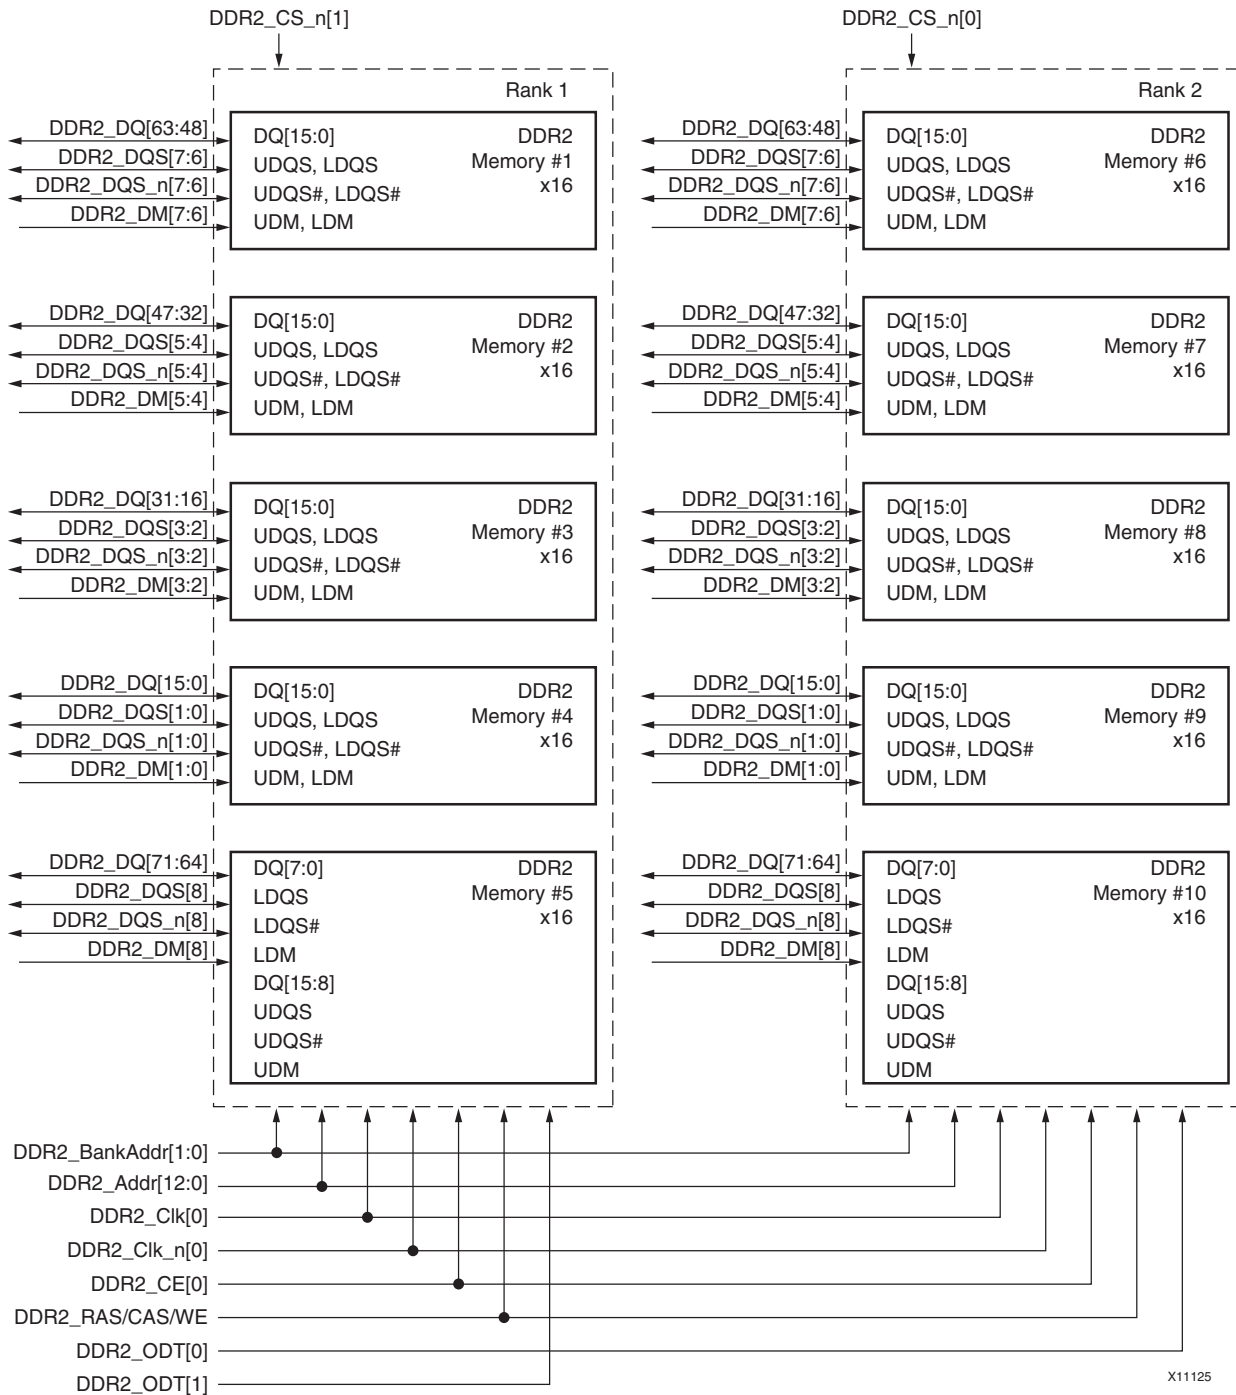 DDR2_CS_n[1]
DDR2_CS_n[0]
Rank 1
DDR2_DQ[63:48]
DDR2_DQS[7:6]
DDR2_DQS_n[7:6]
DDR2_DM[7:6]
DQ[15:0]
UDQS, LDQS
UDQS#, LDQS#
UDM, LDM
DDR2
Memory #1
x16
DDR2_DQ[47:32]
DDR2_DQS[5:4]
DDR2_DQS_n[5:4]
DDR2_DM[5:4]
DQ[15:0]
UDQS, LDQS
UDQS#, LDQS#
UDM, LDM
DDR2
Memory #2
x16
DDR2_DQ[31:16]
DDR2_DQS[3:2]
DDR2_DQS_n[3:2]
DDR2_DM[3:2]
DQ[15:0]
UDQS, LDQS
UDQS#, LDQS#
UDM, LDM
DDR2
Memory #3
x16
DDR2_DQ[15:0]
DDR2_DQS[1:0]
DDR2_DQS_n[1:0]
DDR2_DM[1:0]
DQ[15:0]
UDQS, LDQS
UDQS#, LDQS#
UDM, LDM
DDR2
Memory #4
x16
DDR2_DQ[71:64]
DDR2_DQS[8]
DDR2_DQS_n[8]
DDR2_DM[8]
DQ[7:0]
LDQS
LDQS#
LDM
DQ[15:8]
UDQS
UDQS#
UDM
DDR2
Memory #5
x16
Rank 2
DDR2_DQ[63:48]
DDR2_DQS[7:6]
DDR2_DQS_n[7:6]
DDR2_DM[7:6]
DQ[15:0]
UDQS, LDQS
UDQS#, LDQS#
UDM, LDM
DDR2
Memory #6
x16
DDR2_DQ[47:32]
DDR2_DQS[5:4]
DDR2_DQS_n[5:4]
DDR2_DM[5:4]
DQ[15:0]
UDQS, LDQS
UDQS#, LDQS#
UDM, LDM
DDR2
Memory #7
x16
DDR2_DQ[31:16]
DDR2_DQS[3:2]
DDR2_DQS_n[3:2]
DDR2_DM[3:2]
DQ[15:0]
UDQS, LDQS
UDQS#, LDQS#
UDM, LDM
DDR2
Memory #8
x16
DDR2_DQ[15:0]
DDR2_DQS[1:0]
DDR2_DQS_n[1:0]
DDR2_DM[1:0]
DQ[15:0]
UDQS, LDQS
UDQS#, LDQS#
UDM, LDM
DDR2
Memory #9
x16
DDR2_DQ[71:64]
DDR2_DQS[8]
DDR2_DQS_n[8]
DDR2_DM[8]
DQ[7:0]
LDQS
LDQS#
LDM
DQ[15:8]
UDQS
UDQS#
UDM
DDR2
Memory #10
x16
DDR2_BankAddr[1:0]
DDR2_Addr[12:0]
DDR2_Clk[0]
DDR2_Clk_n[0]
DDR2_CE[0]
DDR2_RAS/CAS/WE
DDR2_ODT[0]
DDR2_ODT[1]
X11125